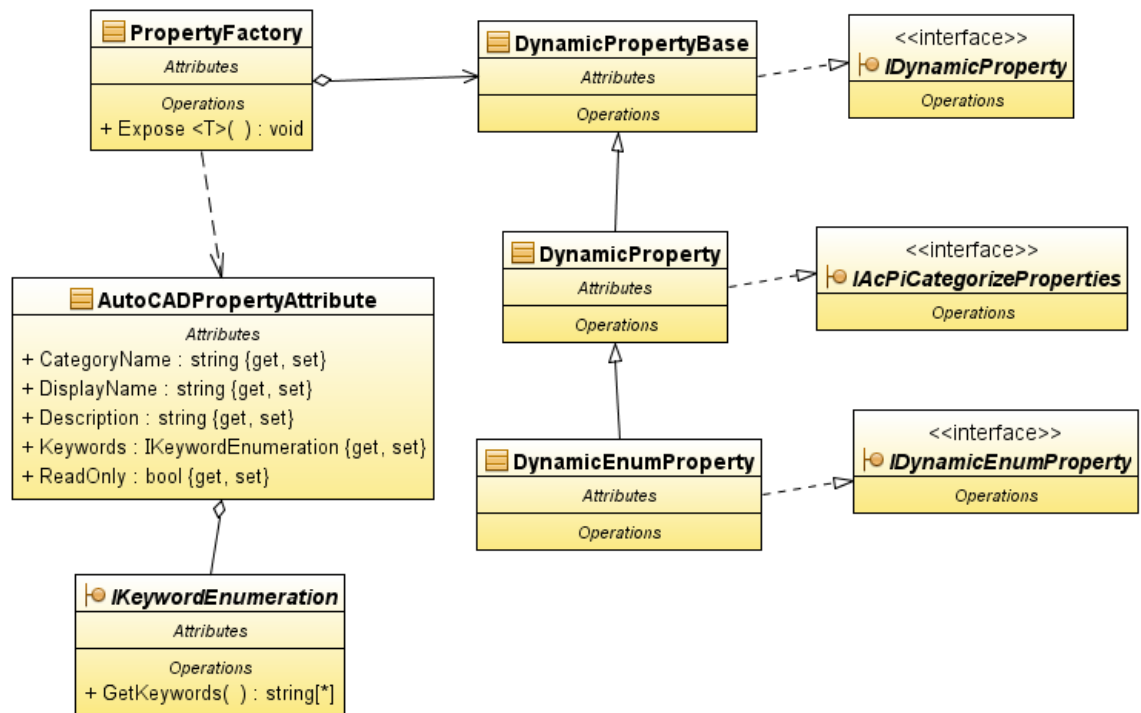 PropertyFactory
Attributes
Operations
+ Expose <T>( ) : void
DynamicPropertyBase
Attributes
Operations
<<interface>>
IDynamicProperty
Operations
DynamicProperty
Attributes
Operations
<<interface>>
IAcPiCategorizeProperties
Operations
AutoCADPropertyAttribute
Attributes
+ CategoryName : string {get, set}
+ DisplayName : string {get, set}
+ Description : string {get, set}
+ Keywords : IKeywordEnumeration {get, set}
+ ReadOnly : bool {get, set}
DynamicEnumProperty
Attributes
Operations
<<interface>>
IDynamicEnumProperty
Operations
IKeywordEnumeration
Attributes
Operations
+ GetKeywords( ) : string[*]